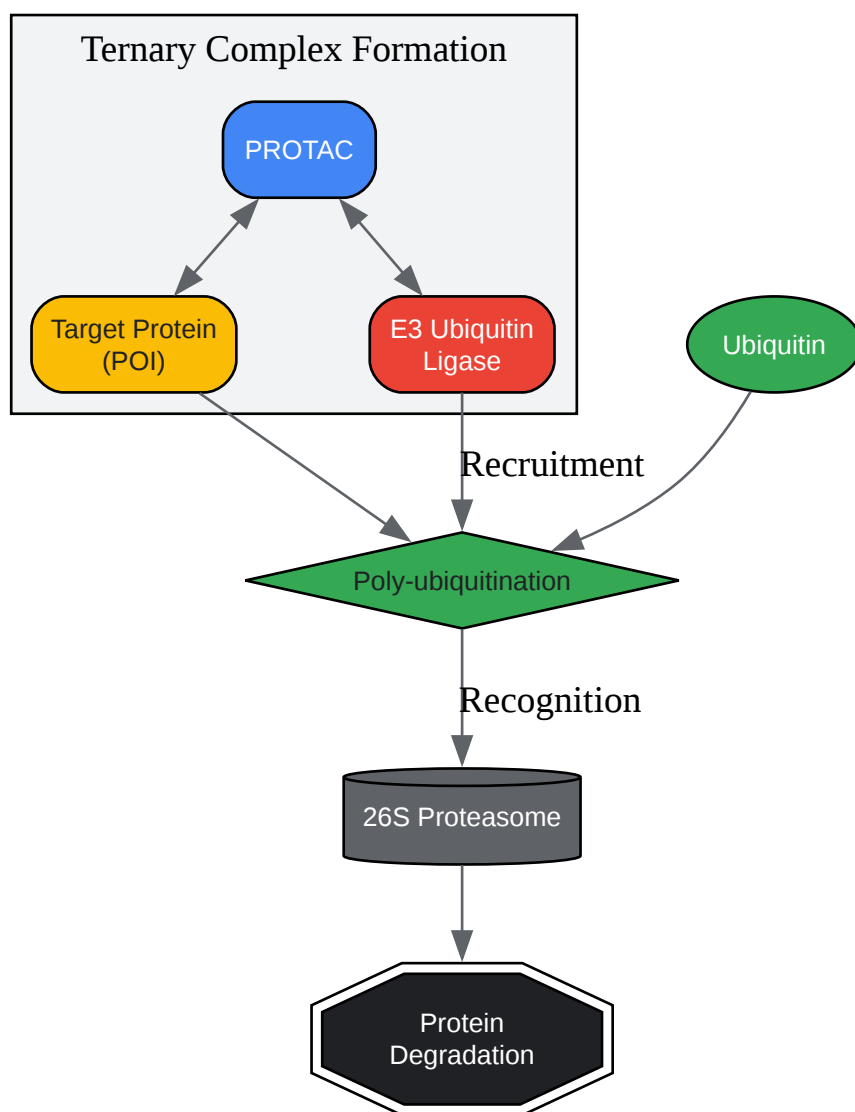 Ternary Complex Formation
PROTAC
Target Protein
(POI)
E3 Ubiquitin
Ligase
Ubiquitin
Recruitment
Poly-ubiquitination
Recognition
26S Proteasome
Protein
Degradation